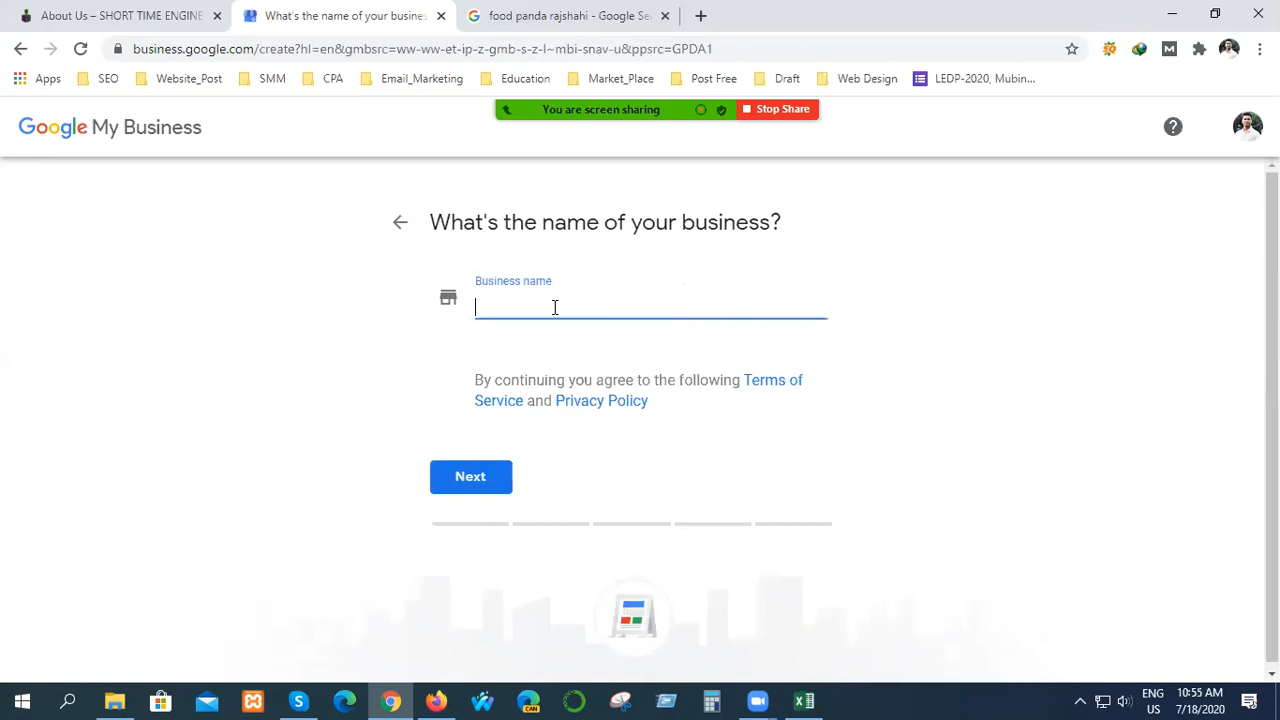 About Us – SHORT TIME ENGINE
What's the name of your busines
food panda rajshahi - Google Se
business.google.com/create?hl=en&gmbsrc=ww-ww-et-ip-z-gmb-s-z-l~mbi-snav-u&ppsrc=GPDA1
Apps SEO Website_Post SMM CPA Email_Marketing Education Market_Place Post Free Draft Web Design LEDP-2020, Mubin...
You are screen sharing Stop Share
Google My Business
What's the name of your business?
Business name
By continuing you agree to the following Terms of
Service and Privacy Policy
Next
CAN
ENG
US
10:55 AM
7/18/2020